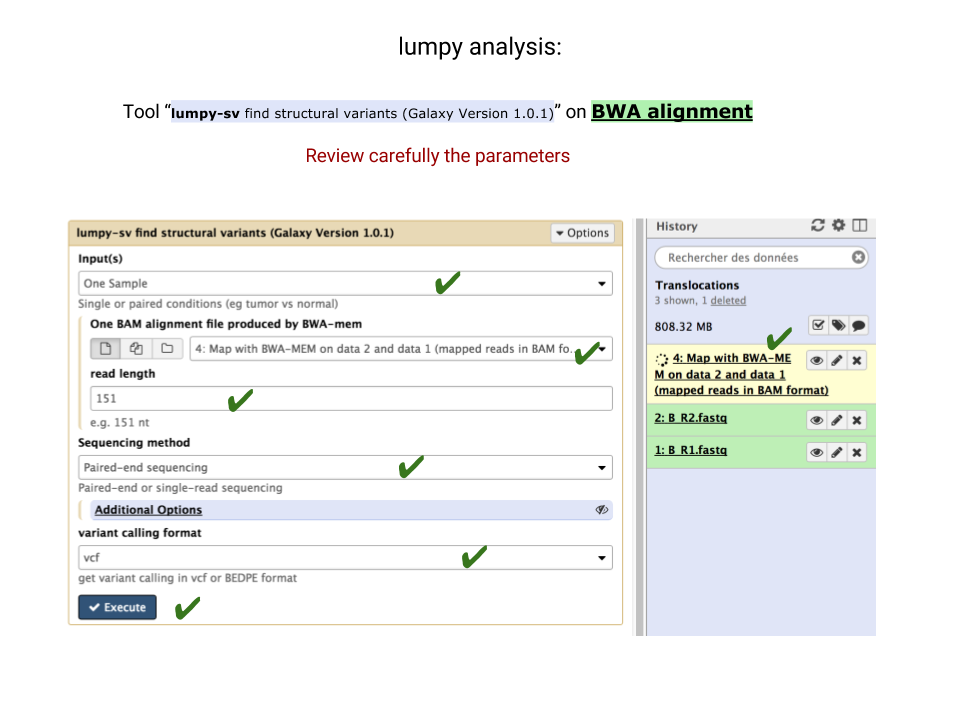 lumpy analysis:
Tool “lumpy-sv find structural variants (Galaxy Version 1.0.1)” on BWA alignment
Review carefully the parameters
lumpy-sv find structural variants (Galaxy Version 1.0.1)
Options
Input(s)
One Sample
Single or paired conditions (eg tumor vs normal)
One BAM alignment file produced by BWA-mem
4: Map with BWA-MEM on data 2 and data 1 (mapped reads in BAM fo...
read length
151
e.g. 151 nt
Sequencing method
Paired-end sequencing
Paired-end or single-read sequencing
Additional Options
variant calling format
vcf
get variant calling in vcf or BEDPE format
Execute
History
Rechercher des données
Translocations
3 shown, 1 deleted
808.32 MB
4: Map with BWA-ME
M on data 2 and data 1
(mapped reads in BAM format)
2: B_R2.fastq
1: B_R1.fastq